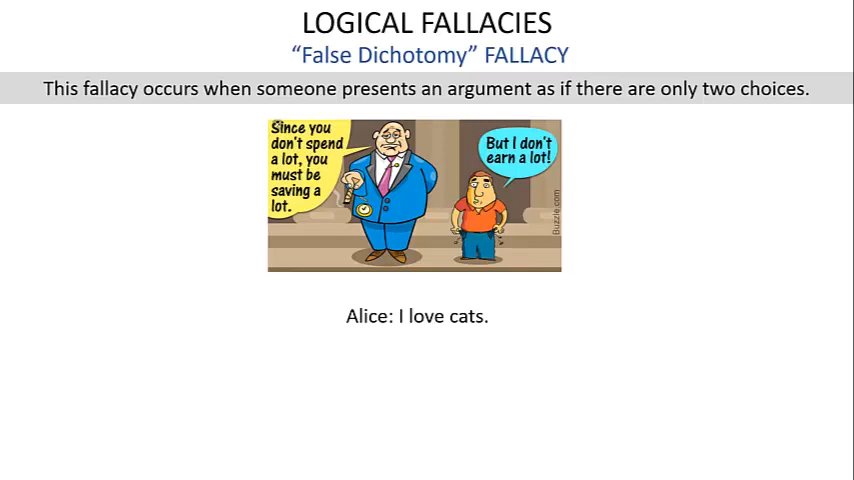 LOGICAL FALLACIES
“False Dichotomy” FALLACY
This fallacy occurs when someone presents an argument as if there are only two choices.
Since you
don't spend
a lot, you
must be
saving a
lot.
But I don't
earn a lot!
Buzzle.com
Alice: I love cats.